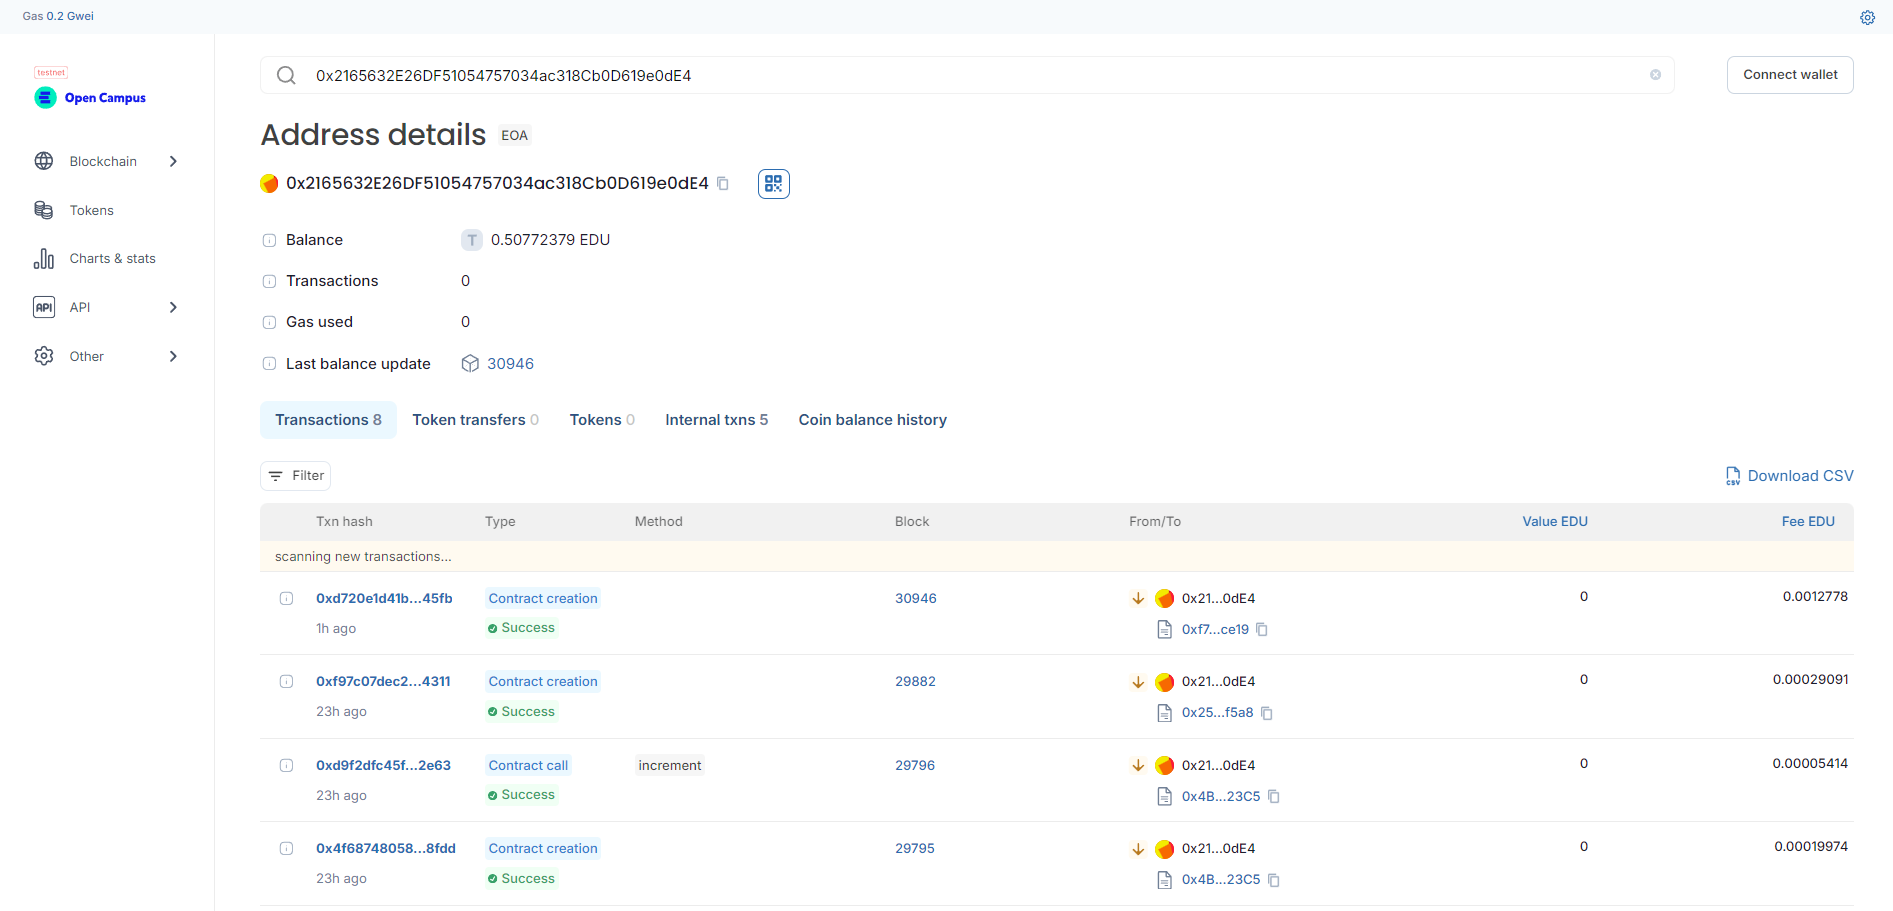 Gas 0.2 Gwei
testnet
Open Campus
Blockchain
Tokens
Charts & stats
API API
Other
0x2165632E26DF51054757034ac318Cb0D619e0dE4
Connect wallet
Address details EOA
0x2165632E26DF51054757034ac318Cb0D619e0dE4
Balance T 0.50772379 EDU
Transactions 0
Gas used 0
Last balance update 30946
Transactions 8 Token transfers 0 Tokens 0 Internal txns 5 Coin balance history
Filter
CSV Download CSV
Txn hash Type Method Block From/To Value EDU Fee EDU
scanning new transactions...
0xd720e1d41b...45fb Contract creation 30946 0x21...0dE4 0 0.0012778
1h ago Success 0xf7...ce19
0xf97c07dec2...4311 Contract creation 29882 0x21...0dE4 0 0.00029091
23h ago Success 0x25...f5a8
0xd9f2dfc45f...2e63 Contract call increment 29796 0x21...0dE4 0 0.00005414
23h ago Success 0x4B...23C5
0x4f68748058...8fdd Contract creation 29795 0x21...0dE4 0 0.00019974
23h ago Success 0x4B...23C5